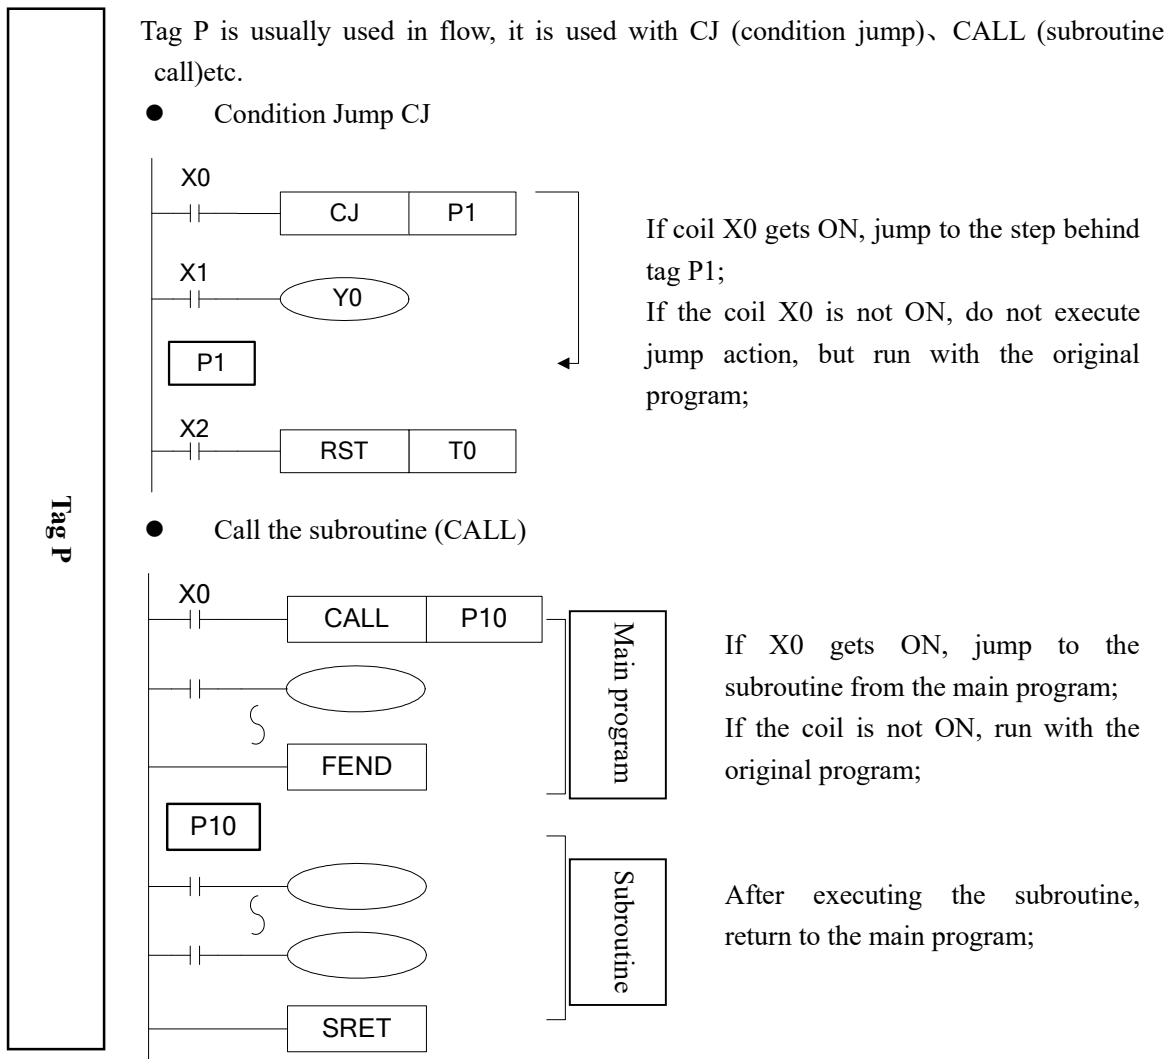 Tag P
Tag P is usually used in flow, it is used with CJ (condition jump)、CALL (subroutine
call)etc.
● Condition Jump CJ
X0
CJ P1
X1
Y0
P1
X2
RST T0
If coil X0 gets ON, jump to the step behind
tag P1;
If the coil X0 is not ON, do not execute
jump action, but run with the original
program;
● Call the subroutine (CALL)
X0
CALL P10
FEND
Main program
If X0 gets ON, jump to the
subroutine from the main program;
If the coil is not ON, run with the
original program;
P10
SRET
Subroutine
After executing the subroutine,
return to the main program;